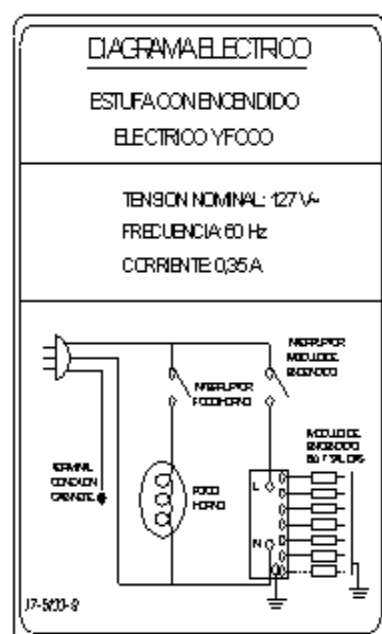 DIAGRAMA ELECTRICO
ESTUFA CON ENCENDIDO
ELECTRICO Y FOCO
TENSION NOMINAL: 127 V~
FRECUENCIA: 60 Hz
CORRIENTE: 0,35 A
INTERRUPTOR
MODULO DE
ENCENDIDO
INTERRUPTOR
FOCO HORNO
MODULO DE
ENCENDIDO
TERMINAL
CONEXION
GABINETE
FOCO
HORNO
L
N